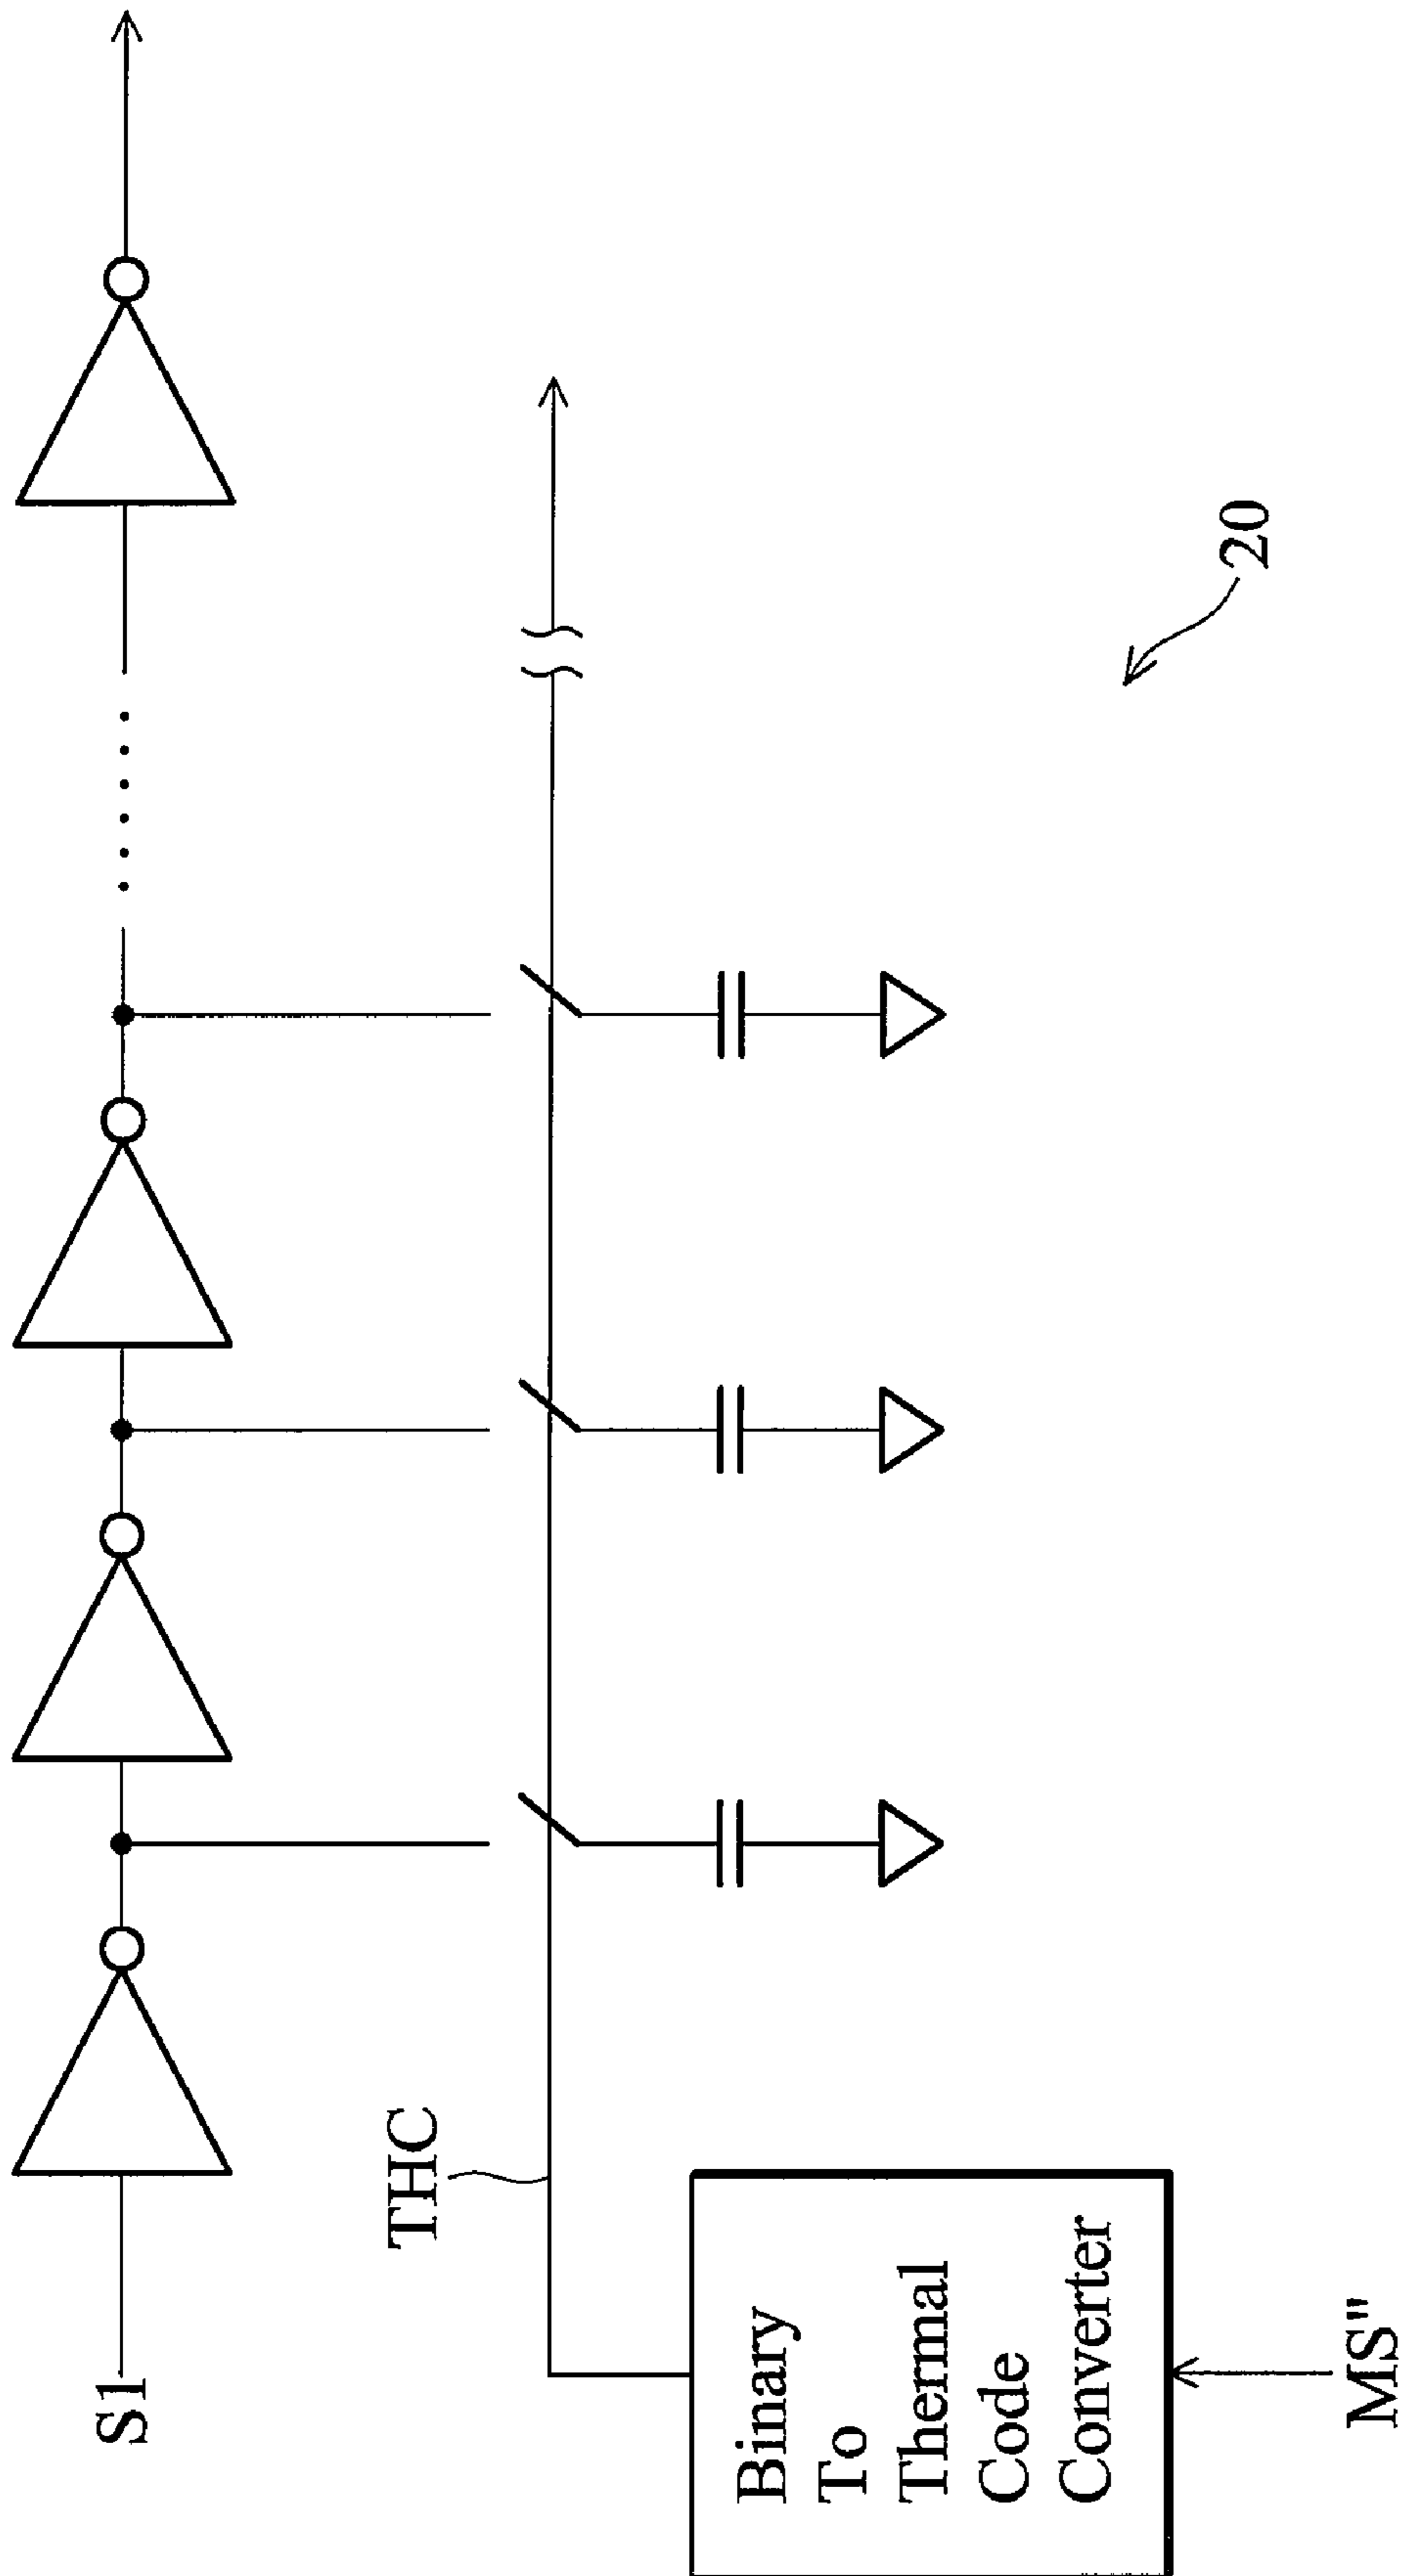 S1
THC
Binary
To
Thermal
Code
Converter
MS"
20